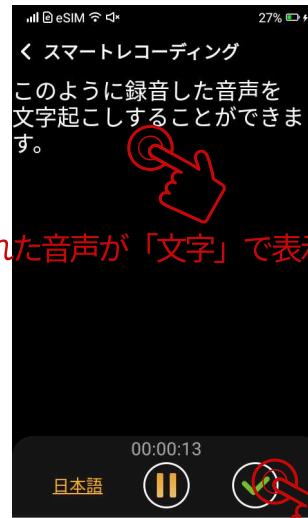 eSIM 27%
スマートレコーディング
このように録音した音声を
文字起こしすることができま
す。
れた音声が「文字」で表示
00:00:13
日本語